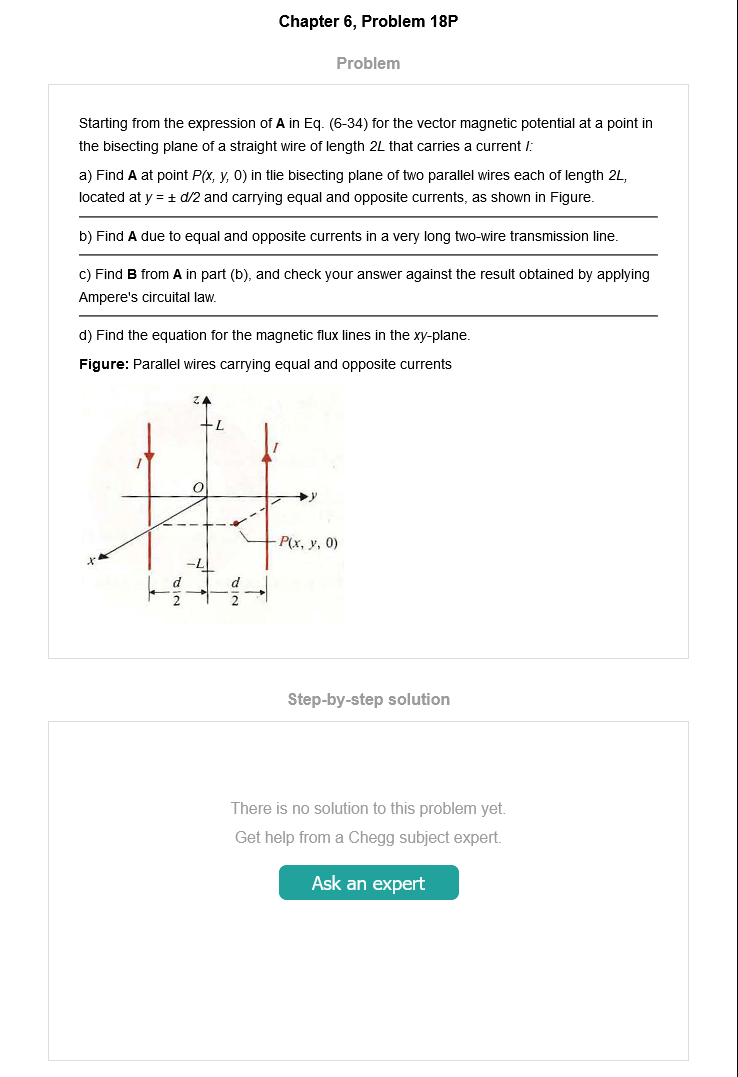 Chapter 6, Problem 18P
Problem
Starting from the expression of A in Eq. (6-34) for the vector magnetic potential at a point in
the bisecting plane of a straight wire of length 2L that carries a current I:
a) Find A at point P(x, y, 0) in tlie bisecting plane of two parallel wires each of length 2L,
located at y = ± d/2 and carrying equal and opposite currents, as shown in Figure.
b) Find A due to equal and opposite currents in a very long two-wire transmission line.
c) Find B from A in part (b), and check your answer against the result obtained by applying
Ampere's circuital law.
d) Find the equation for the magnetic flux lines in the xy-plane.
Figure: Parallel wires carrying equal and opposite currents
z
L
I
I
O
y
P(x, y, 0)
x
-L
d/2
d/2
Step-by-step solution
There is no solution to this problem yet.
Get help from a Chegg subject expert.
Ask an expert